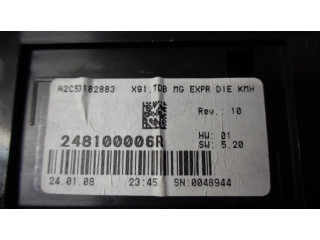 A2C53182883 X91.TDB MG EXPR DIE KMH
Rev.: 10
248100006R
HW: 01
SW: 5.20
24.01.08 23:45 SN:0048944